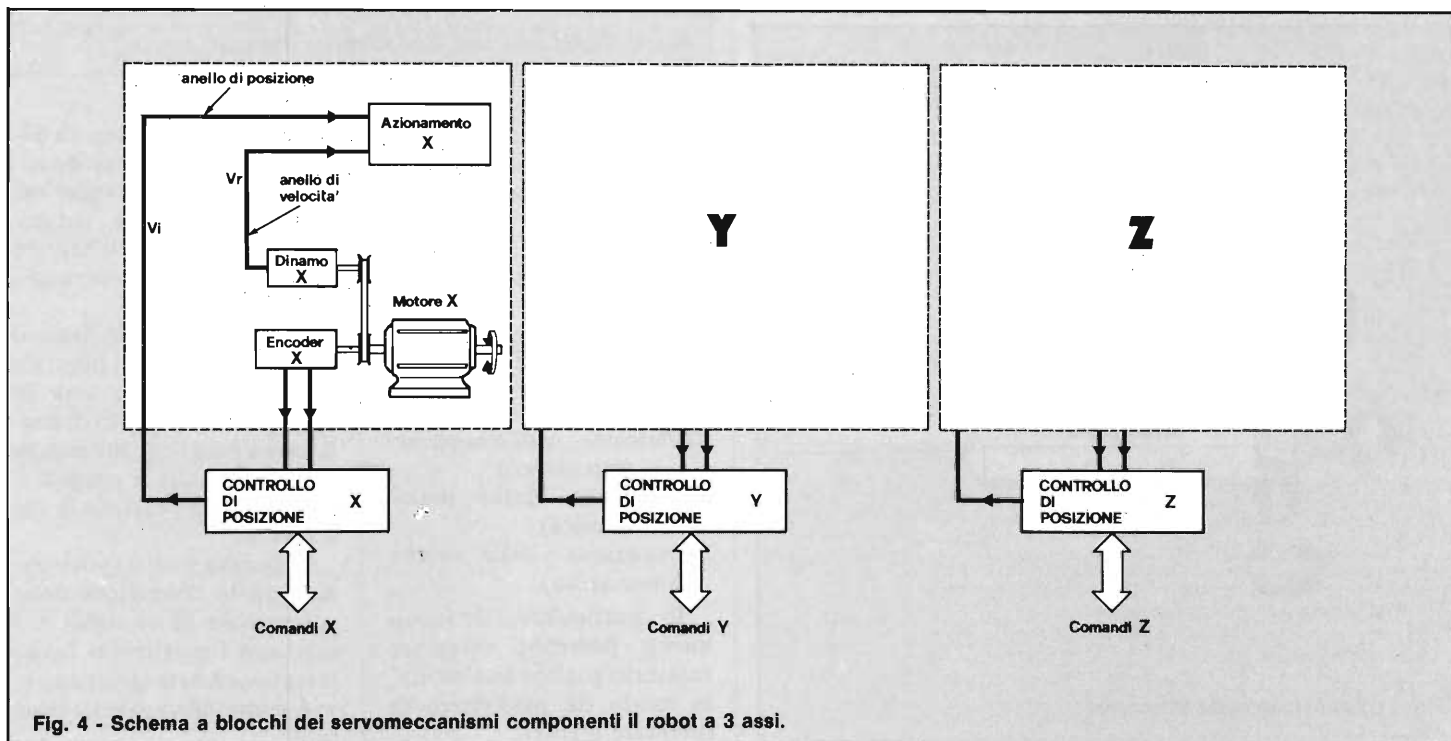 anello di posizione
Azionamento
X
Vr
anello di
velocita'
Vi
Dinamo
X
Motore X
Encoder
X
Y
Z
CONTROLLO
DI
POSIZIONE
X
CONTROLLO
DI
POSIZIONE
Y
CONTROLLO
DI
POSIZIONE
Z
Comandi X
Comandi Y
Comandi Z
Fig. 4 - Schema a blocchi dei servomeccanismi componenti il robot a 3 assi.